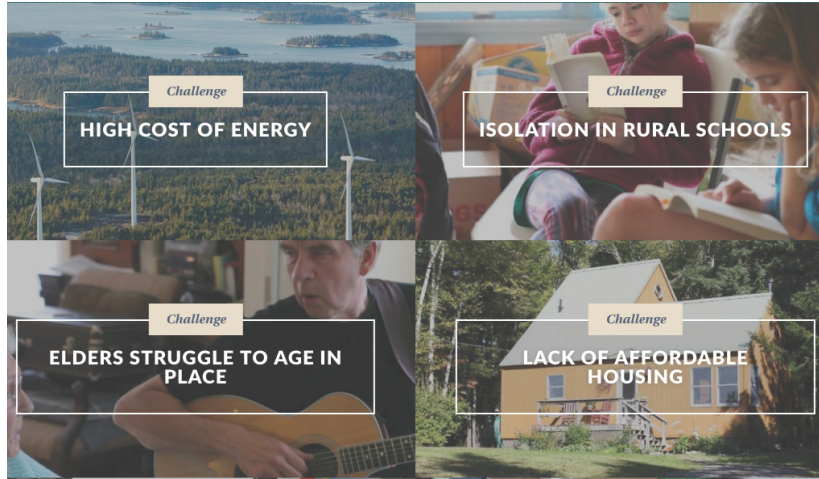 Challenge
HIGH COST OF ENERGY
Challenge
ISOLATION IN RURAL SCHOOLS
Challenge
ELDERS STRUGGLE TO AGE IN
PLACE
Challenge
LACK OF AFFORDABLE
HOUSING